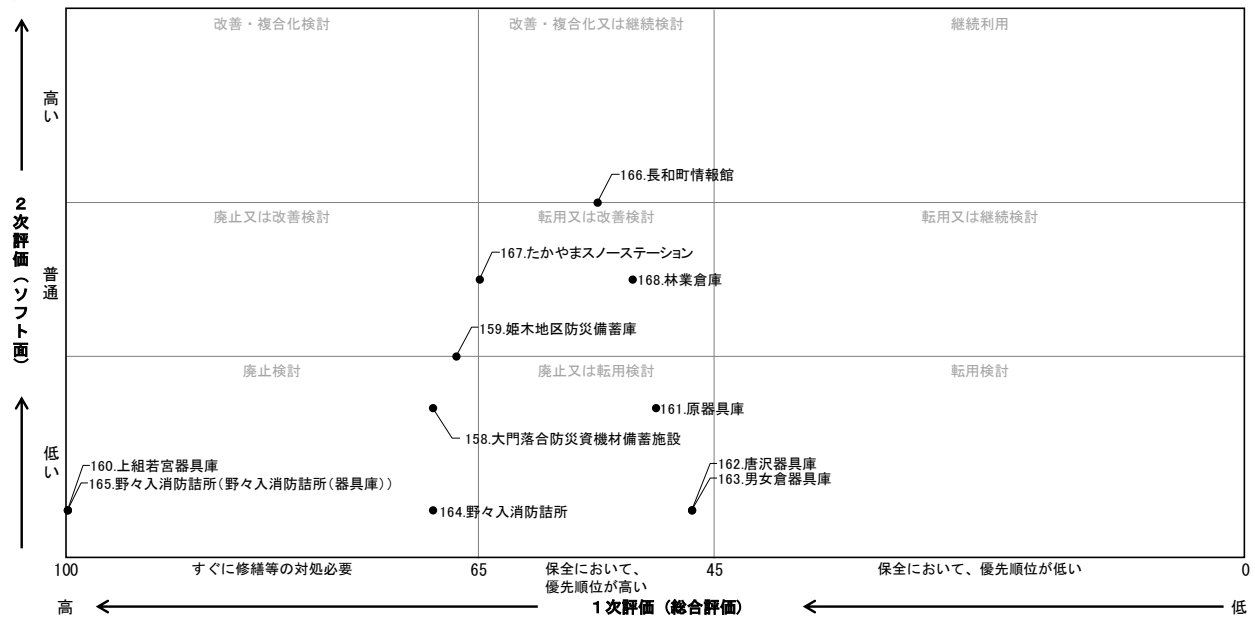 改善・複合化検討
改善・複合化又は継続検討
継続利用
高い
166.長和町情報館
2次評価（ソフト面）
廃止又は改善検討
転用又は改善検討
転用又は継続検討
普通
167.たかやまスノーステーション
168.林業倉庫
159.姫木地区防災備蓄庫
廃止検討
廃止又は転用検討
転用検討
161.原器具庫
158.大門落合防災資機材備蓄施設
低い
160.上組若宮器具庫
165.野々入消防詰所（野々入消防詰所（器具庫））
162.唐沢器具庫
163.男女倉器具庫
164.野々入消防詰所
100
すぐに修繕等の対処必要
65
保全において、
優先順位が高い
45
保全において、優先順位が低い
0
高
1次評価（総合評価）
低